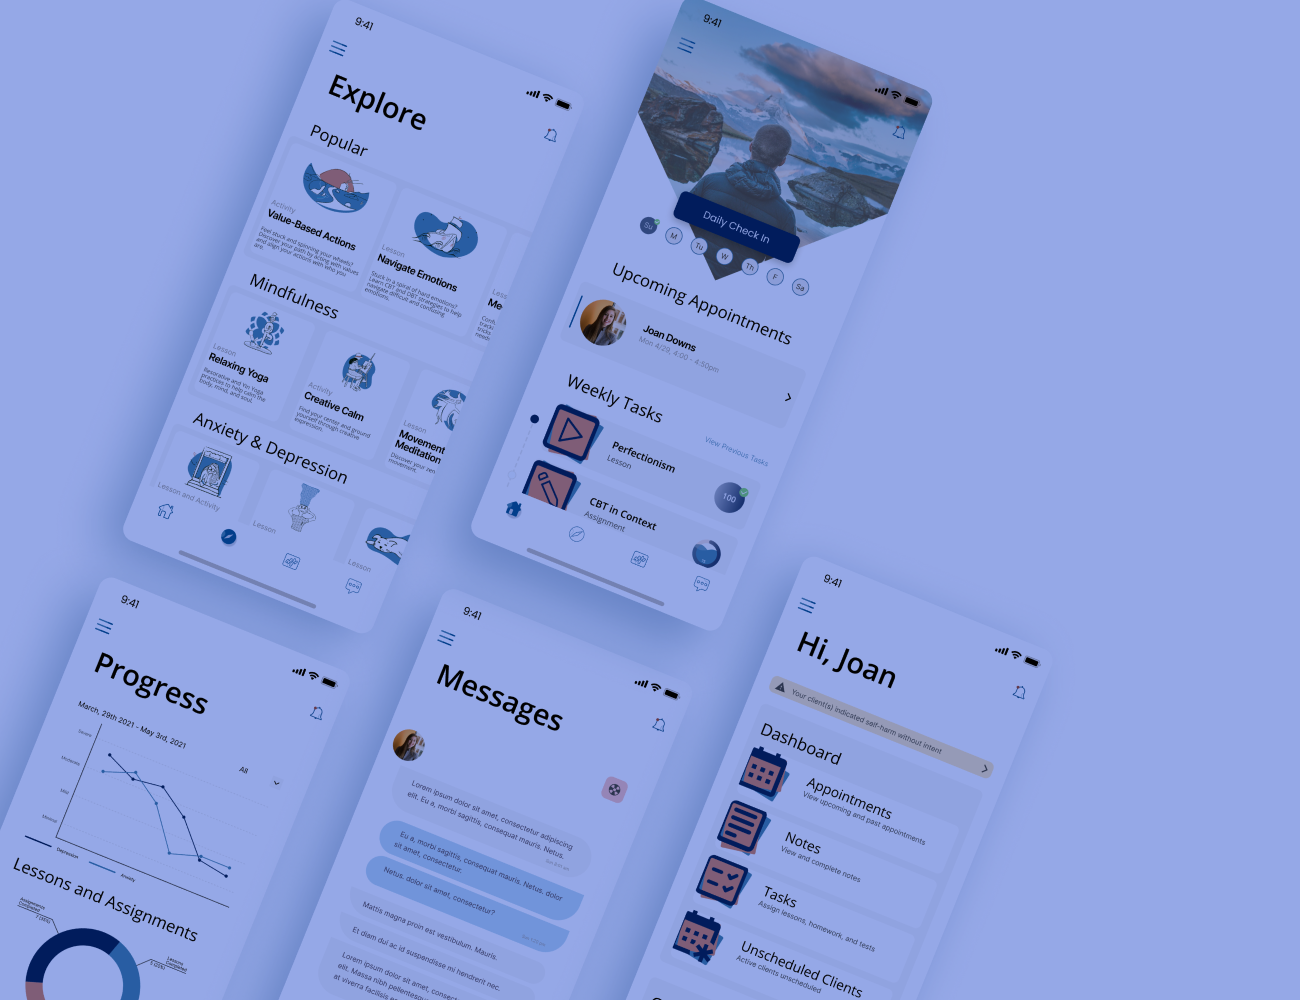 9:41
Explore
Popular
Activity
Value-Based Actions
Feel stuck and spinning your wheels?
Discover your path by acting with values
and align your actions with who you
are.
Lesson
Navigate Emotions
Stuck in a spiral of hard emotions?
Learn CBT and DBT strategies to help
navigate difficult and confusing
emotions.
Less
Me
Mindfulness
Lesson
Relaxing Yoga
Restorative and Yin Yoga
practices to help calm the
body, mind, and soul.
Activity
Creative Calm
Find your center and ground
yourself through creative
expression.
Lesson
Movement
Meditation
Discover your zen
movement.
Anxiety & Depression
Lesson and Activity
Lesson
Lesson
9:41
Daily Check In
Su
M
Tu
W
Th
F
Sa
Upcoming Appointments
Joan Downs
Mon 4/29, 4:00 - 4:50pm
Weekly Tasks
View Previous Tasks
Perfectionism
Lesson
100
CBT in Context
Assignment
9:41
Progress
March, 29th 2021 - May 3rd, 2021
All
Severe
Moderate
Mild
Minimal
Depression
Anxiety
Lessons and Assignments
Assignments
Completed
Lessons
Completed
9:41
Messages
Lorem ipsum dolor sit amet, consectetur adipiscing
elit. Eu a, morbi sagittis, consequat mauris. Netus.
Eu a, morbi sagittis, consequat mauris. Netus, dolor
sit amet, consectetur.
Netus, dolor sit amet, consectetur?
Mattis magna proin est vestibulum. Mauris.
Et diam dui ac id suspendisse mi hendrerit nec.
Lorem ipsum dolor sit amet, consec
elit. Massa nibh pellentesque
at viverra facilisis a
9:41
Hi, Joan
Your client(s) indicated self-harm without intent
Dashboard
Appointments
View upcoming and past appointments
Notes
View and complete notes
Tasks
Assign lessons, homework, and tests
Unscheduled Clients
Active clients unscheduled